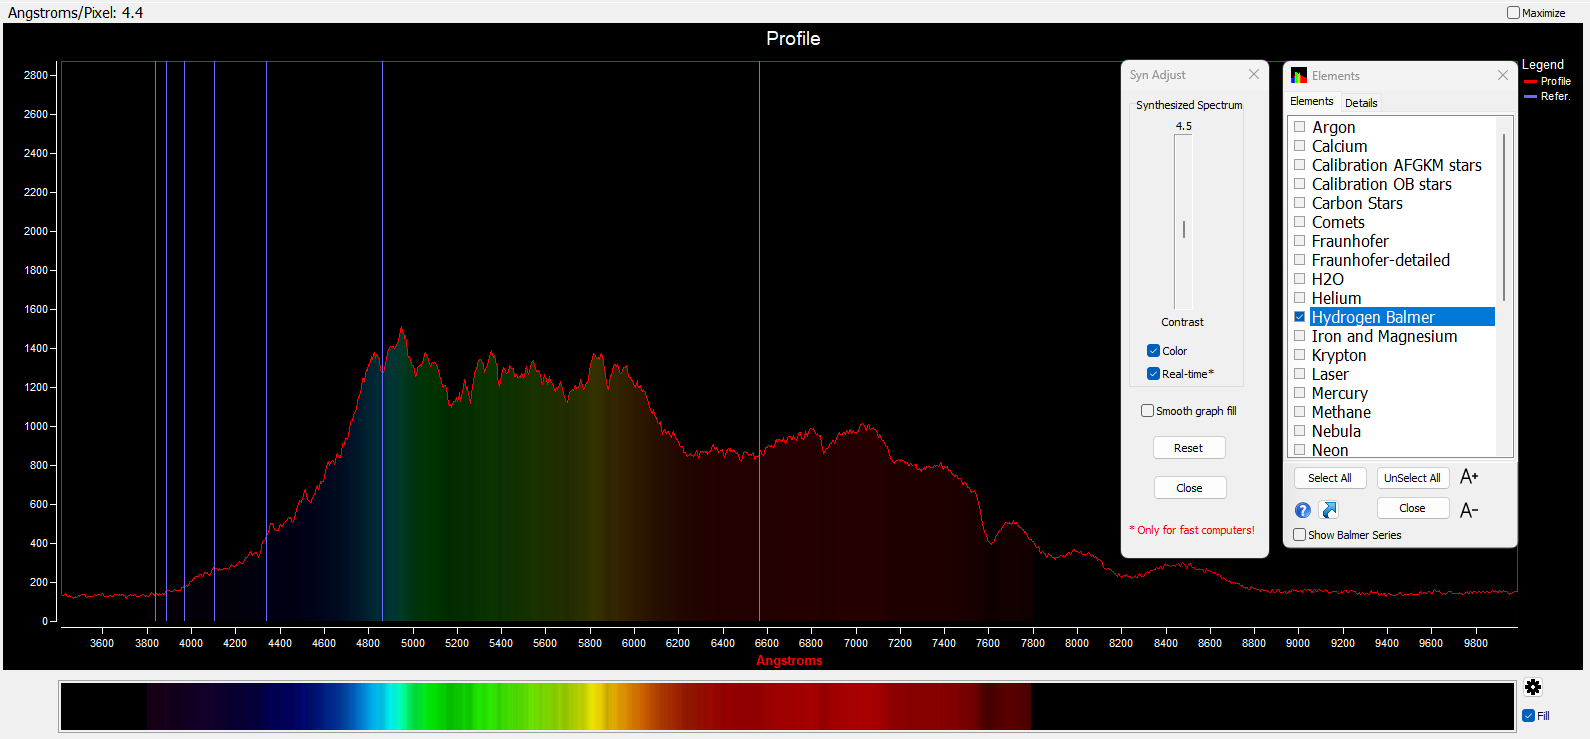 Angstroms/Pixel: 4.4
Maximize
Profile
Legend
Profile
Refer.
2800
2600
2400
2200
2000
1800
1600
1400
1200
1000
800
600
400
200
0
3600 3800 4000 4200 4400 4600 4800 5000 5200 5400 5600 5800 6000 6200 6400 6600 6800 7000 7200 7400 7600 7800 8000 8200 8400 8600 8800 9000 9200 9400 9600 9800
Angstroms
Syn Adjust
Synthesized Spectrum
4.5
Contrast
Color
Real-time*
Smooth graph fill
Reset
Close
* Only for fast computers!
Elements
Elements Details
Argon
Calcium
Calibration AFGKM stars
Calibration OB stars
Carbon Stars
Comets
Fraunhofer
Fraunhofer-detailed
H2O
Helium
Hydrogen Balmer
Iron and Magnesium
Krypton
Laser
Mercury
Methane
Nebula
Neon
Select All UnSelect All A+
? Close A-
Show Balmer Series
Fill